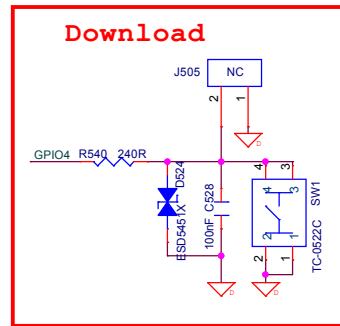 Download
J505
NC
2
1
D
GPIO4
R540
240R
D524
ESD5451X
C528
100nF
4
3
4
3
2
1
2
1
SW1
TC-0522C
D
D